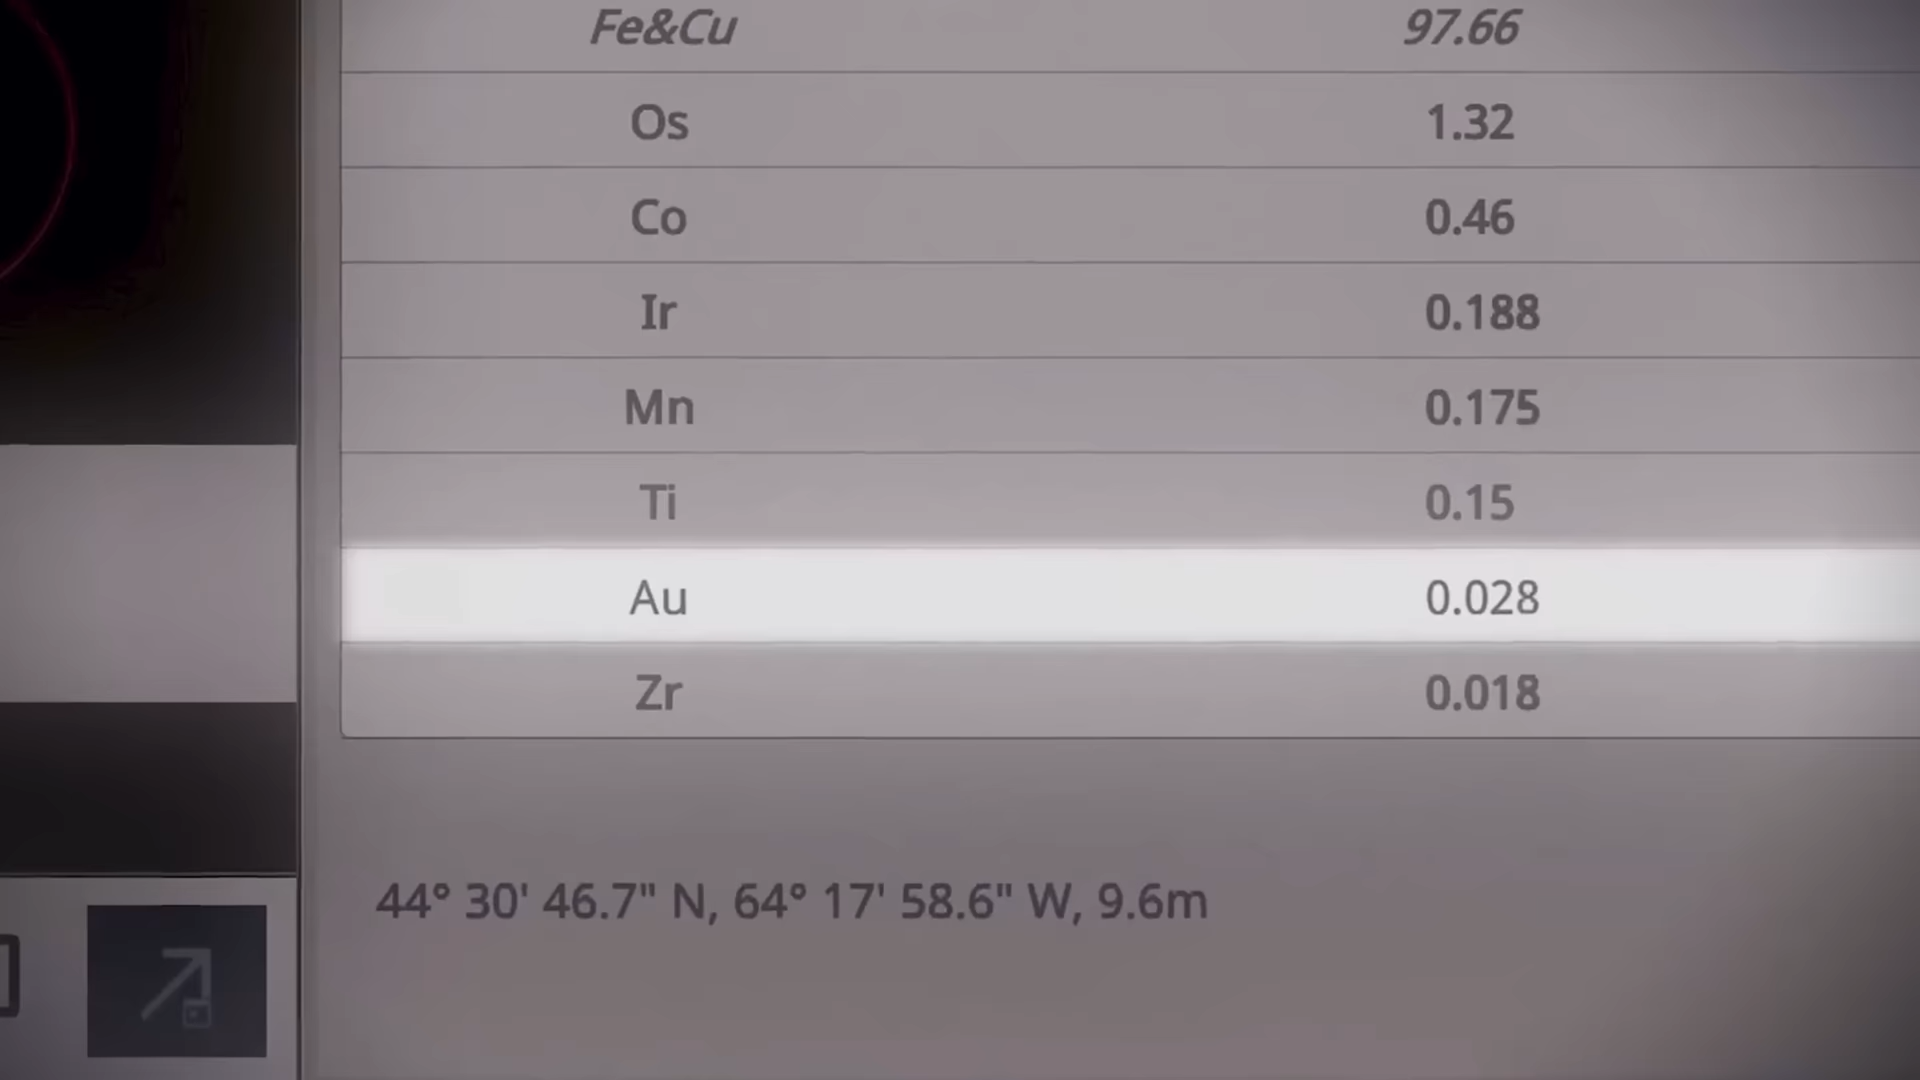 Fe&Cu 97.66
Os 1.32
Co 0.46
Ir 0.188
Mn 0.175
Ti 0.15
Au 0.028
Zr 0.018
44° 30' 46.7" N, 64° 17' 58.6" W, 9.6m